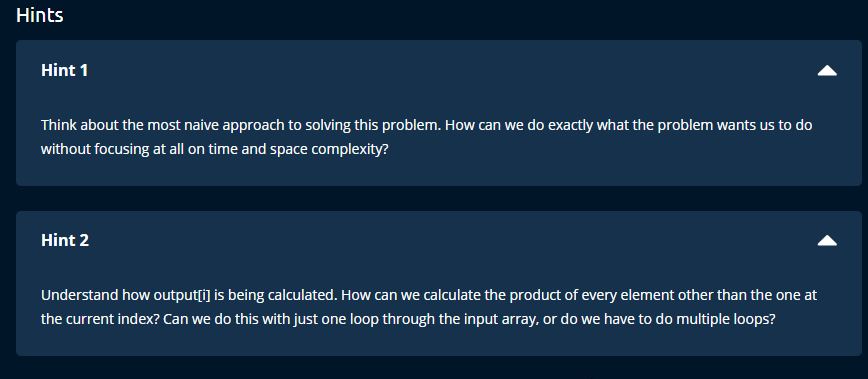 Hints
Hint 1
Think about the most naive approach to solving this problem. How can we do exactly what the problem wants us to do
without focusing at all on time and space complexity?
Hint 2
Understand how output[i] is being calculated. How can we calculate the product of every element other than the one at
the current index? Can we do this with just one loop through the input array, or do we have to do multiple loops?